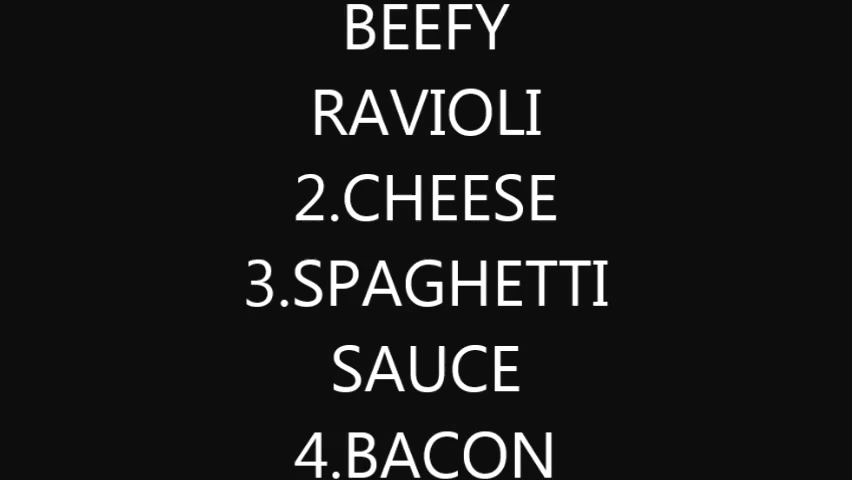 BEEFY
RAVIOLI
2.CHEESE
3.SPAGHETTI
SAUCE
4.BACON